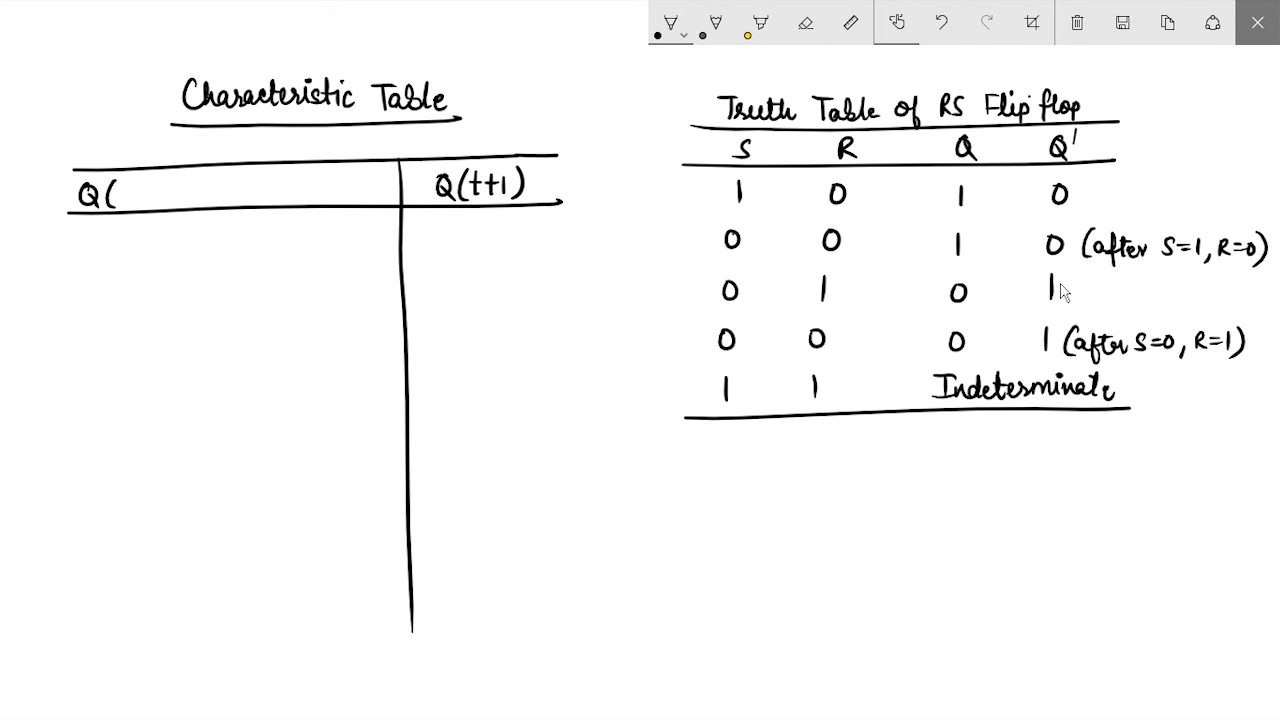 Characteristic Table
Q( Q(t+1)
Truth Table of RS Flip flop
S R Q Q'
1 0 1 0
0 0 1 0 (after S=1, R=0)
0 1 0 1
0 0 0 1 (after S=0, R=1)
1 1 Indeterminate